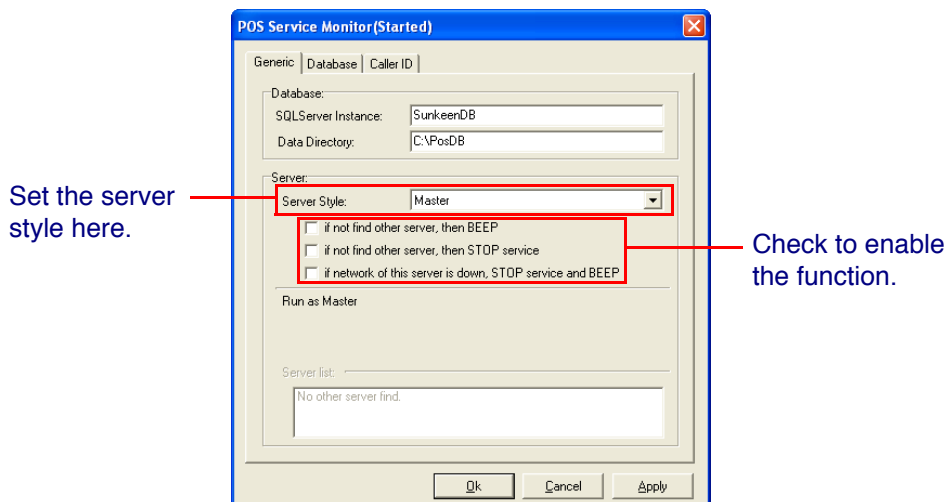 POS Service Monitor(Started)
Generic
Database
Caller ID
Database:
SQLServer Instance:
SunkeenDB
Data Directory:
C:\PosDB
Server:
Server Style:
Master
if not find other server, then BEEP
if not find other server, then STOP service
if network of this server is down, STOP service and BEEP
Run as Master
Server list:
No other server find.
Ok
Cancel
Apply
Set the server
style here.
Check to enable
the function.